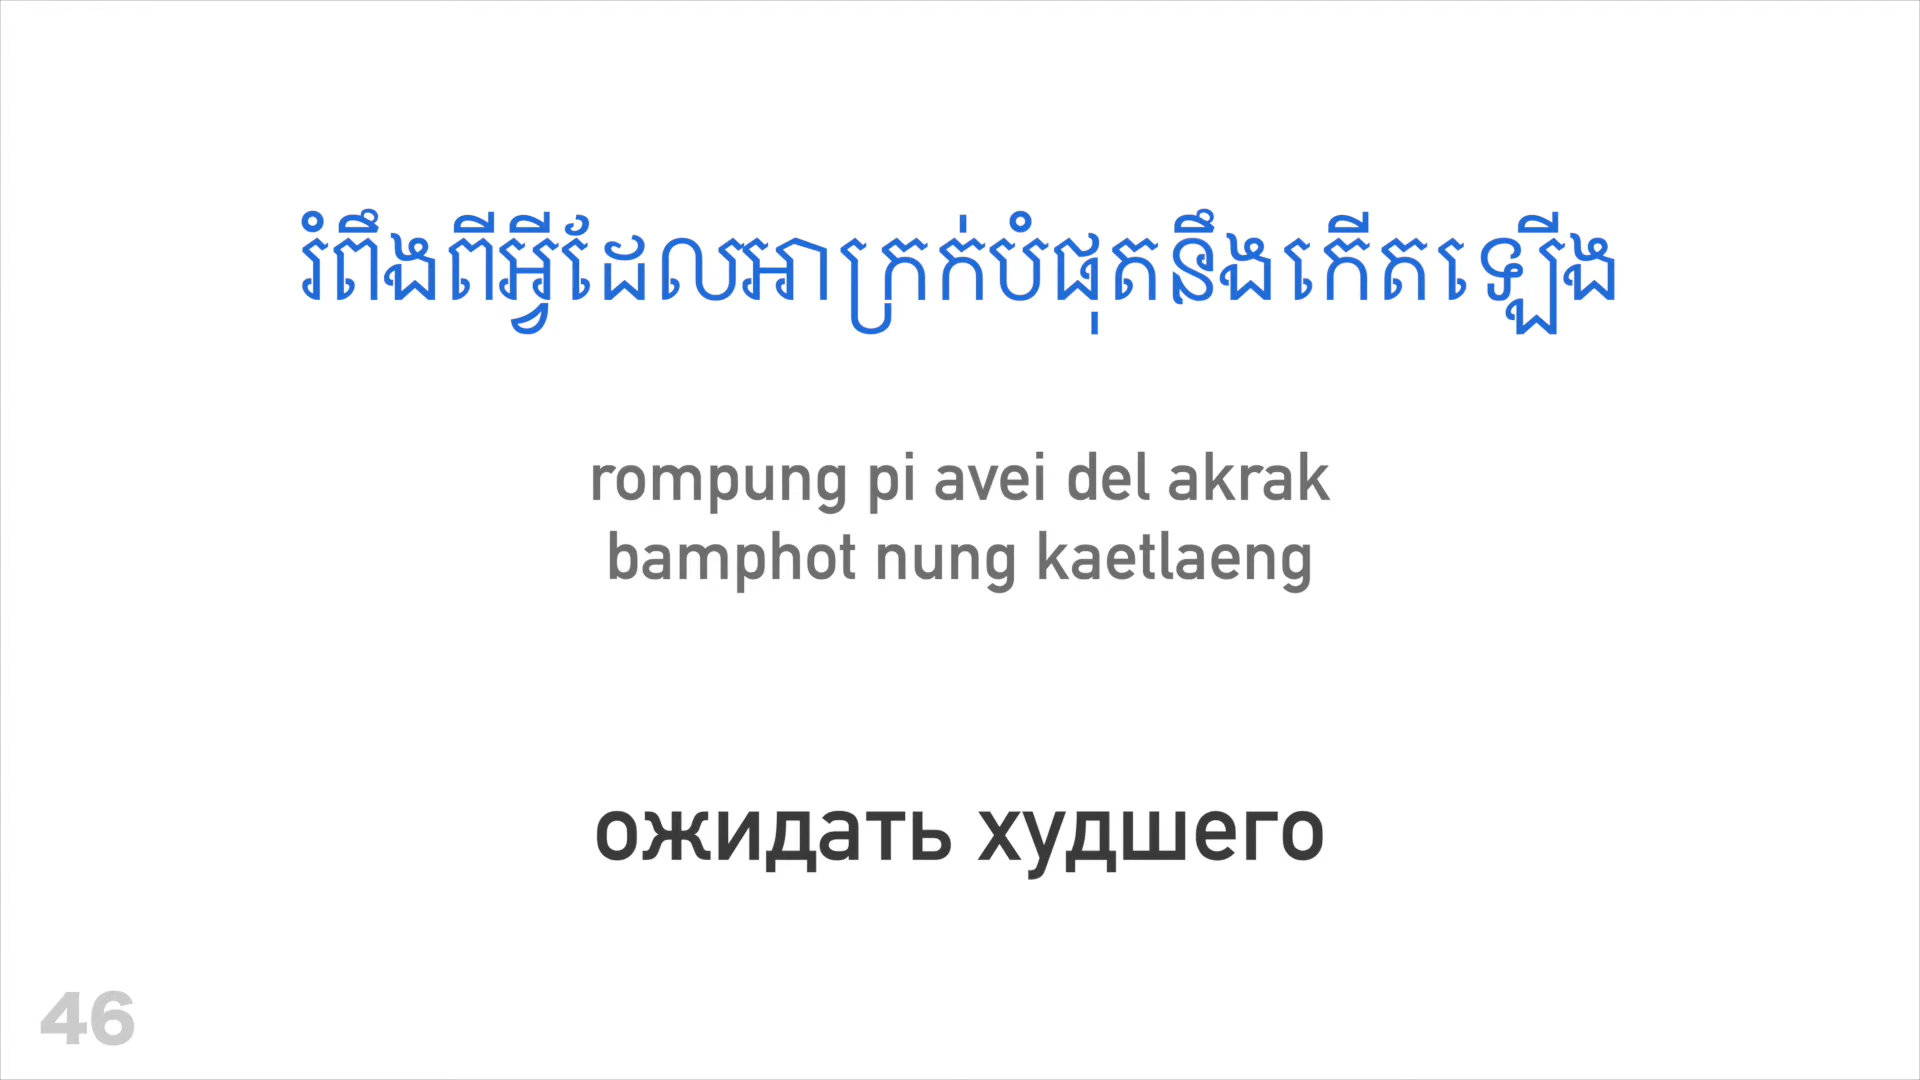 រំពឹងពីអ្វីដែលអាក្រក់បំផុតនឹងកើតឡើង
rompung pi avei del akrak
bamphot nung kaetlaeng
ожидать худшего
46